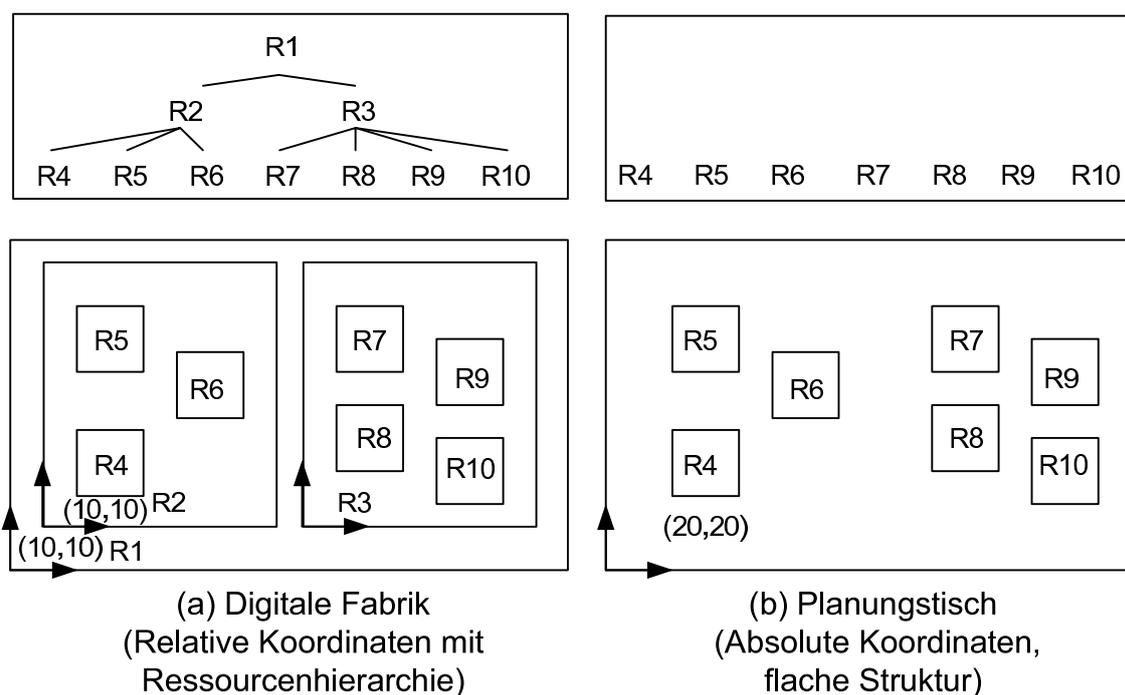 R1
R2 R3
R4 R5 R6 R7 R8 R9 R10
R4 R5 R6 R7 R8 R9 R10
R5
R6
R4
(10,10) R2
(10,10) R1
R7
R9
R8
R10
R3
R5
R6
R4
(20,20)
R7
R9
R8
R10
(a) Digitale Fabrik
(Relative Koordinaten mit
Ressourcenhierarchie)
(b) Planungstisch
(Absolute Koordinaten,
flache Struktur)